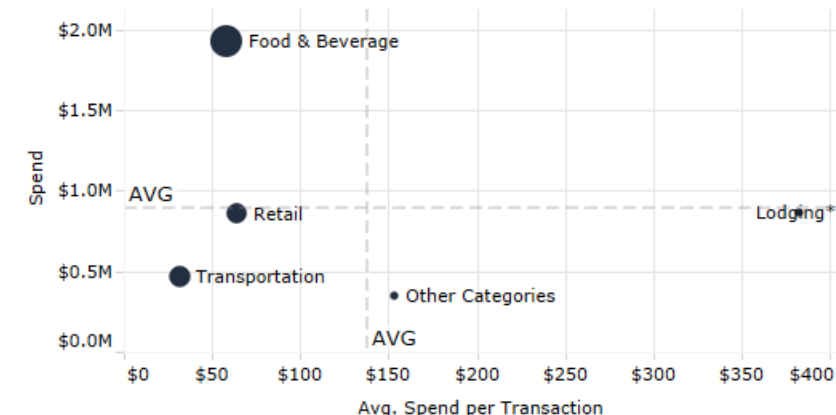 $2.0M
Food & Beverage
$1.5M
Spend
$1.0M
AVG
Retail
Lodging*
$0.5M
Transportation
Other Categories
$0.0M
AVG
$0 $50 $100 $150 $200 $250 $300 $350 $400
Avg. Spend per Transaction